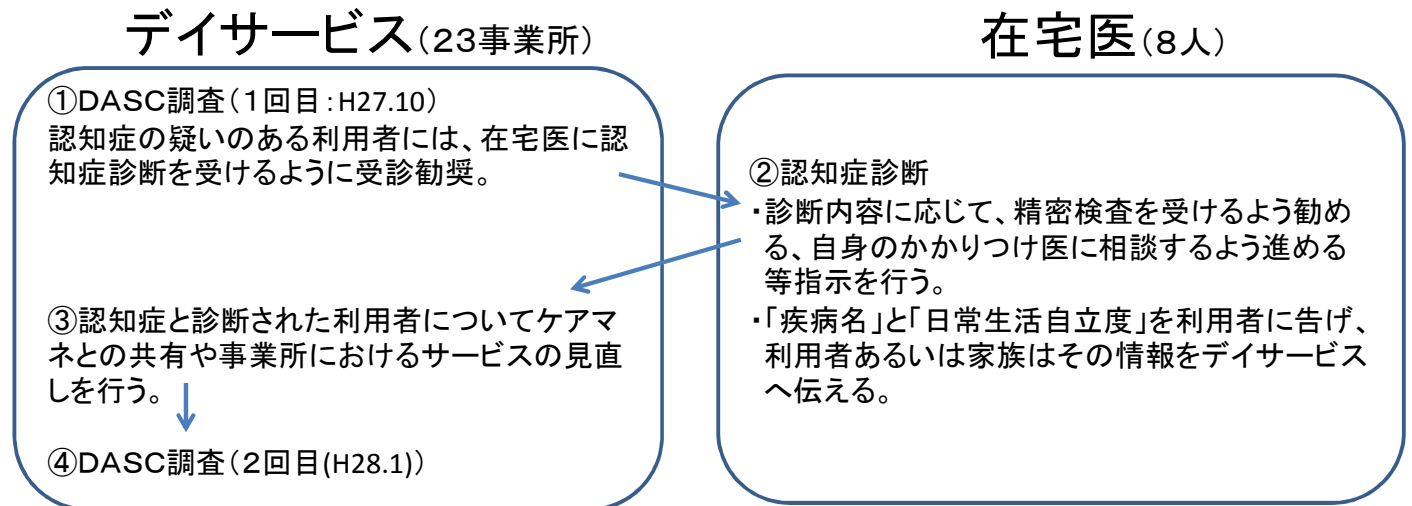 デイサービス(23事業所)
①DASC調査(1回目:H27.10)
認知症の疑いのある利用者には、在宅医に認
知症診断を受けるように受診勧奨。
③認知症と診断された利用者についてケアマ
ネとの共有や事業所におけるサービスの見直
しを行う。
④DASC調査(2回目(H28.1))
在宅医(8人)
②認知症診断
・診断内容に応じて、精密検査を受けるよう勧め
る、自身のかかりつけ医に相談するよう進める
等指示を行う。
・「疾病名」と「日常生活自立度」を利用者に告げ、
利用者あるいは家族はその情報をデイサービス
へ伝える。